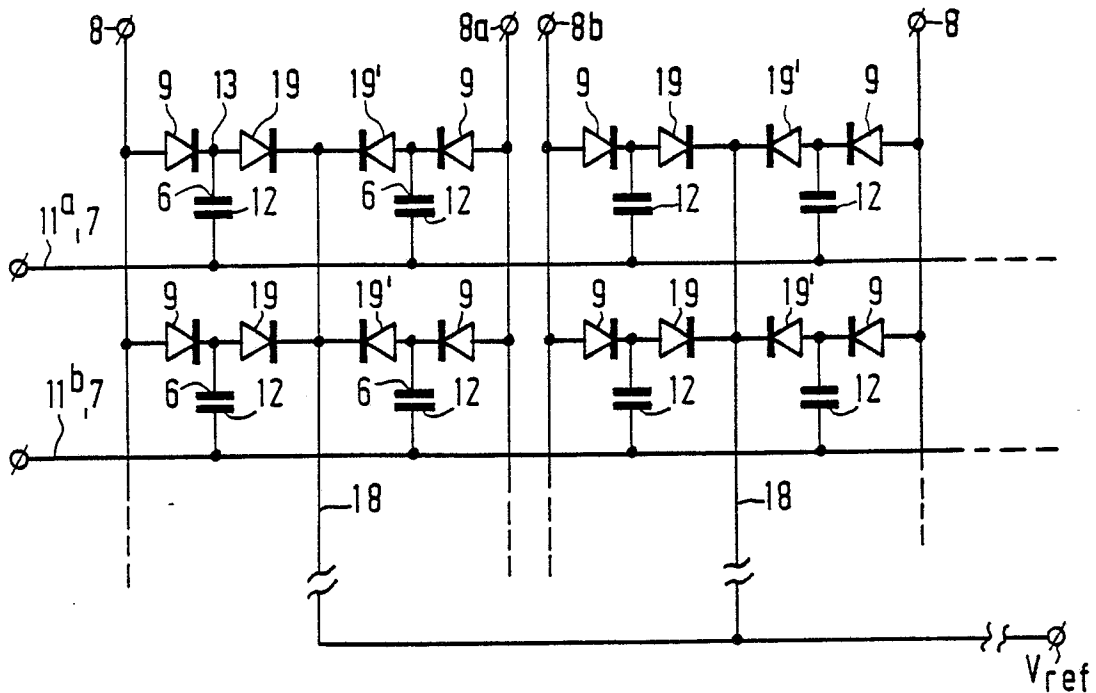 8 8a 8b 8
9 13 19 19' 9 9 19 19' 9
6 12 6 12 12 12
11a,7
9 19 19' 9 9 19 19' 9
6 12 6 12 12 12
11b,7
18 18
Vref